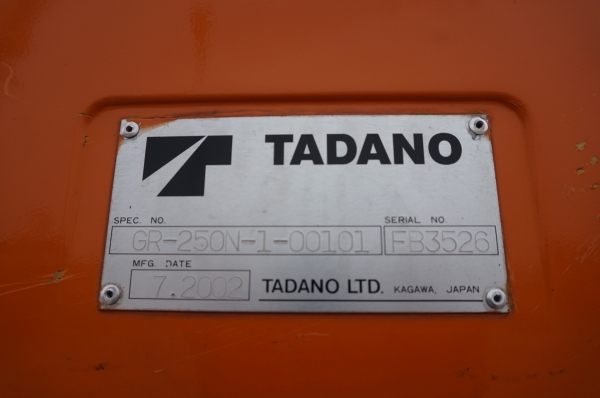 TADANO
SPEC. NO. SERIAL NO.
GR-250N-1-00101 FB3526
MFG. DATE
7.2002 TADANO LTD. KAGAWA, JAPAN